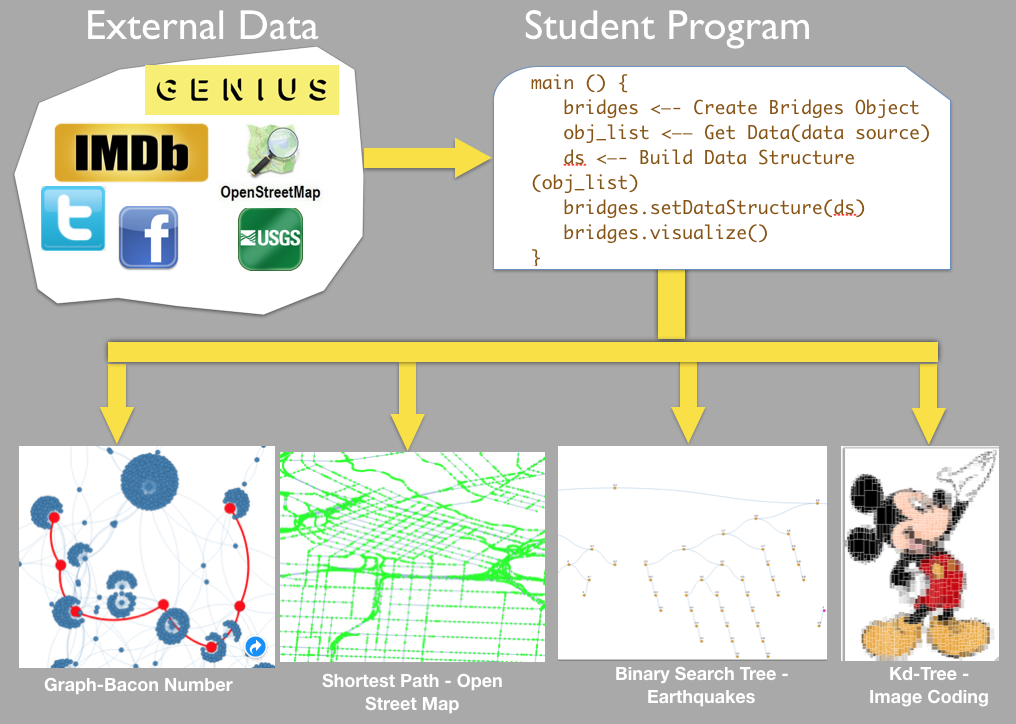 External Data
Student Program
GENIUS
IMDb
OpenStreetMap
t
f
USGS
main () {
bridges <-- Create Bridges Object
obj_list <-- Get Data(data source)
ds <-- Build Data Structure
(obj_list)
bridges.setDataStructure(ds)
bridges.visualize()
}
Graph-Bacon Number
Shortest Path - Open
Street Map
Binary Search Tree -
Earthquakes
Kd-Tree -
Image Coding